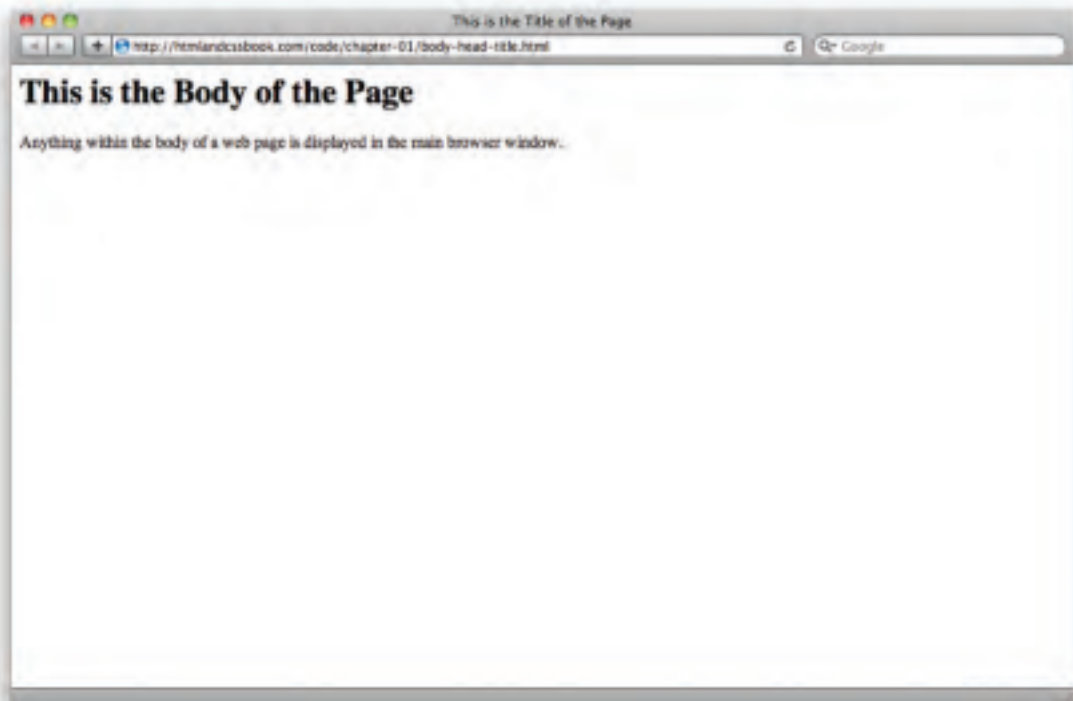 This is the Title of the Page
http://htmlandcssbook.com/code/chapter-01/body-head-title.html
Google
This is the Body of the Page
Anything within the body of a web page is displayed in the main browser window.